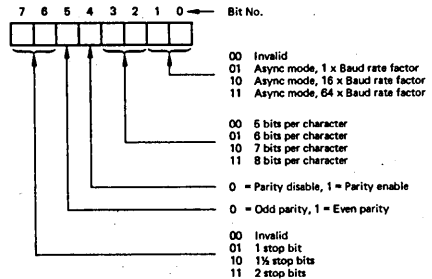 7 6 5 4 3 2 1 0 Bit No.
00 Invalid
01 Async mode, 1 x Baud rate factor
10 Async mode, 16 x Baud rate factor
11 Async mode, 64 x Baud rate factor
00 5 bits per character
01 6 bits per character
10 7 bits per character
11 8 bits per character
0 = Parity disable, 1 = Parity enable
0 = Odd parity, 1 = Even parity
00 Invalid
01 1 stop bit
10 1½ stop bits
11 2 stop bits